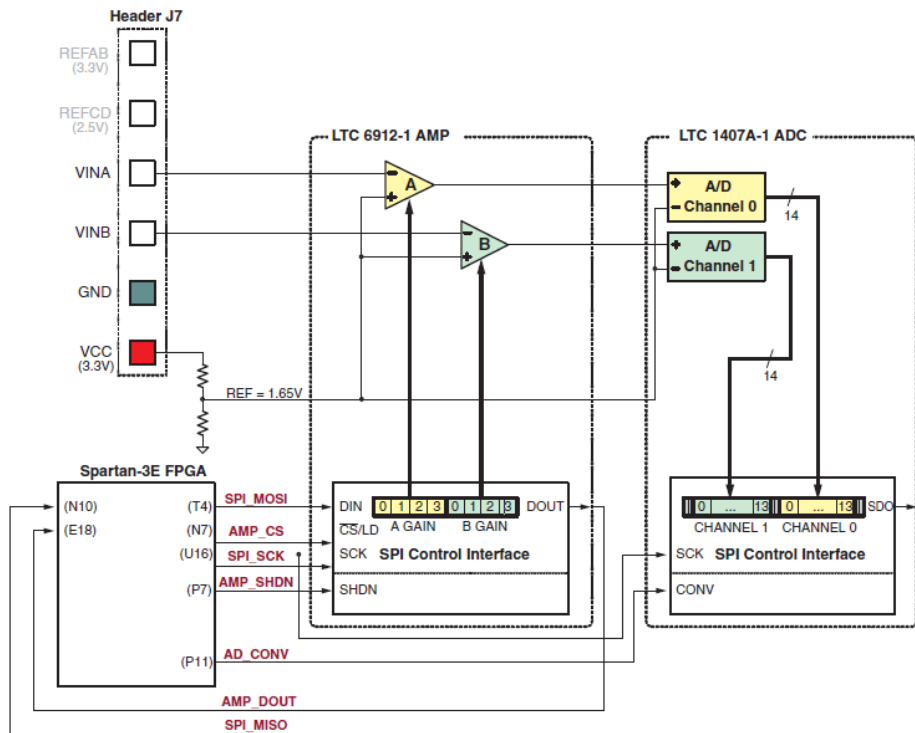 Header J7
REFAB
(3.3V)
REFCD
(2.5V)
VINA
VINB
GND
VCC
(3.3V)
REF = 1.65V
LTC 6912-1 AMP
A
B
LTC 1407A-1 ADC
A/D
Channel 0
14
A/D
Channel 1
14
Spartan-3E FPGA
(N10)
(E18)
(T4)
(N7)
(U16)
(P7)
(P11)
SPI_MOSI
AMP_CS
SPI_SCK
AMP_SHDN
AD_CONV
AMP_DOUT
SPI_MISO
DIN
0 1 2 3 0 1 2 3
DOUT
A GAIN B GAIN
CS/LD
SCK
SPI Control Interface
SHDN
0 ... 13 0 ... 13
SDO
CHANNEL 1 CHANNEL 0
SCK
SPI Control Interface
CONV